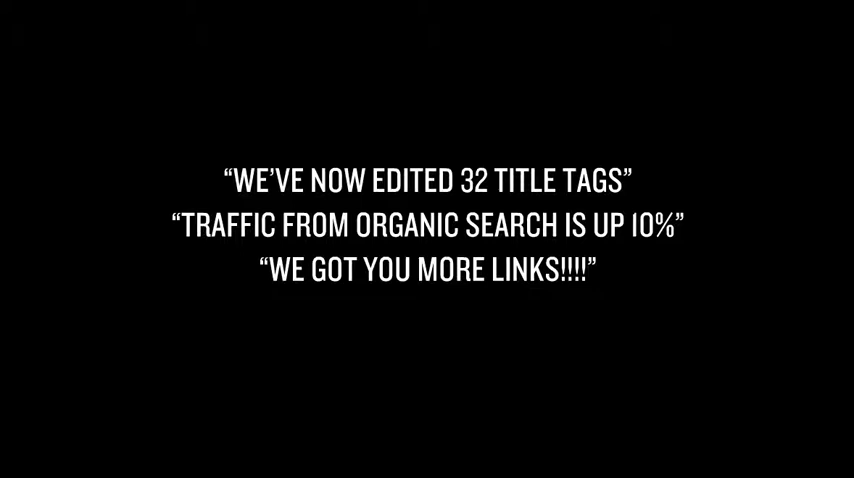 “WE’VE NOW EDITED 32 TITLE TAGS”
“TRAFFIC FROM ORGANIC SEARCH IS UP 10%”
“WE GOT YOU MORE LINKS!!!!”